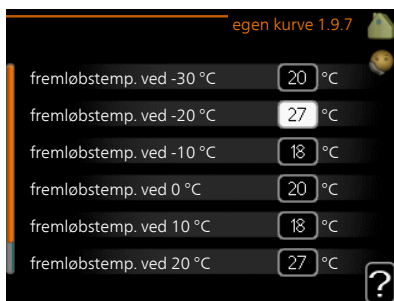 egen kurve 1.9.7
fremløbstemp. ved -30 °C 20 °C
fremløbstemp. ved -20 °C 27 °C
fremløbstemp. ved -10 °C 18 °C
fremløbstemp. ved 0 °C 20 °C
fremløbstemp. ved 10 °C 18 °C
fremløbstemp. ved 20 °C 27 °C
?